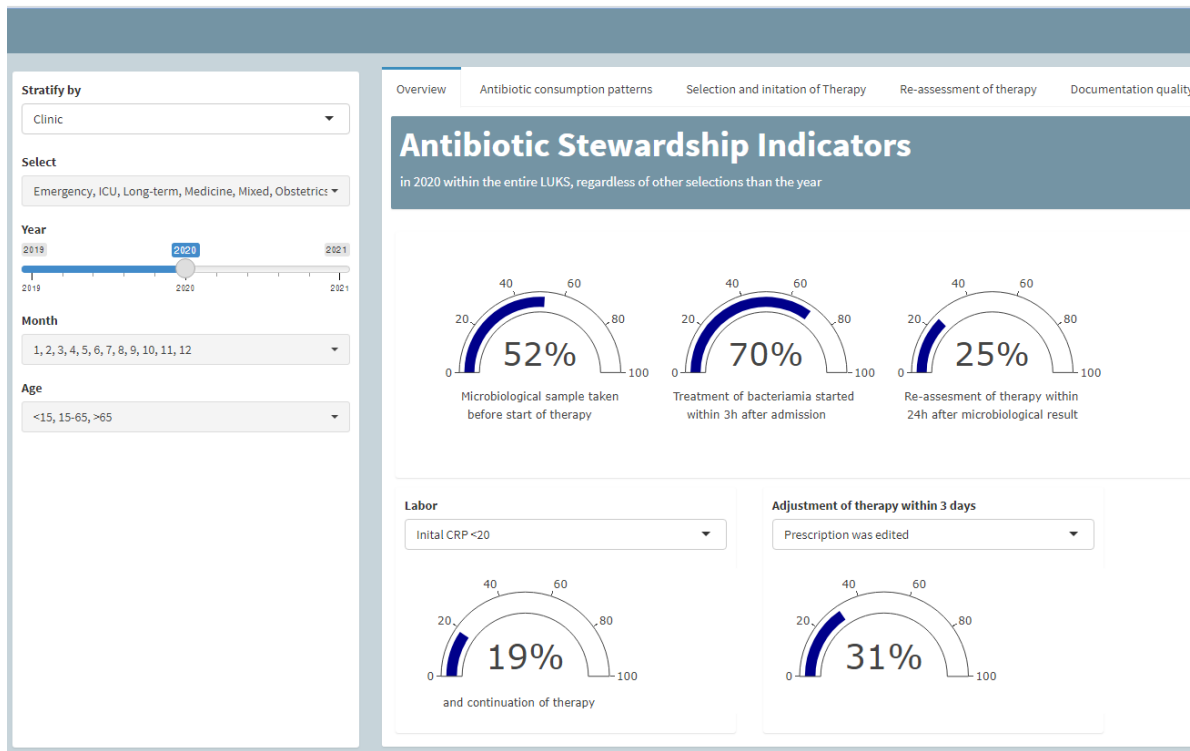 Stratify by
Clinic
Select
Emergency, ICU, Long-term, Medicine, Mixed, Obstetrics
Year
2019 2020 2021
2019 2020 2021
Month
1, 2, 3, 4, 5, 6, 7, 8, 9, 10, 11, 12
Age
<15, 15-65, >65
Overview Antibiotic consumption patterns Selection and initation of Therapy Re-assessment of therapy Documentation quality
Antibiotic Stewardship Indicators
in 2020 within the entire LUKS, regardless of other selections than the year
0 20 40 60 80 100
52%
Microbiological sample taken
before start of therapy
0 20 40 60 80 100
70%
Treatment of bacteriamia started
within 3h after admission
0 20 40 60 80 100
25%
Re-assesment of therapy within
24h after microbiological result
Labor
Inital CRP <20
0 20 40 60 80 100
19%
and continuation of therapy
Adjustment of therapy within 3 days
Prescription was edited
0 20 40 60 80 100
31%